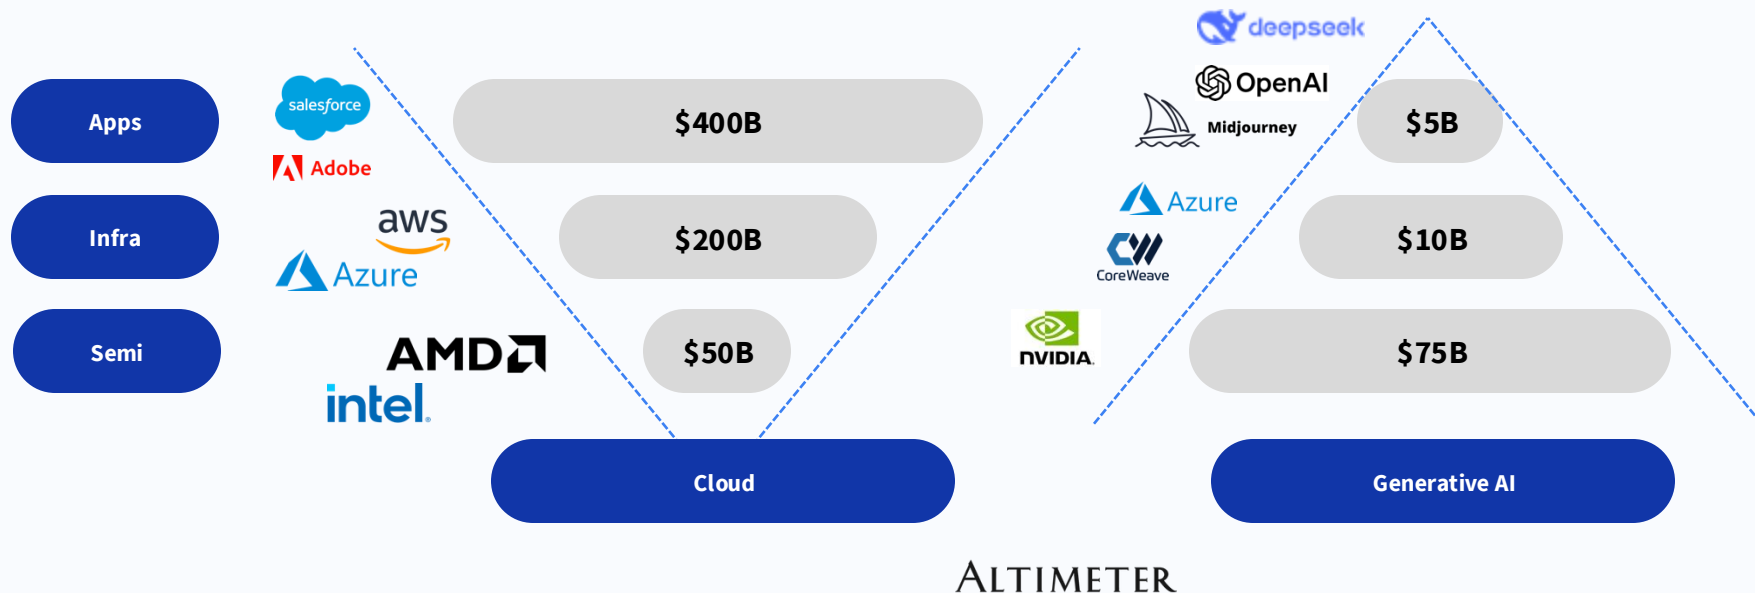 deepseek
Apps
salesforce
Adobe
$400B
OpenAI
Midjourney
$5B
Infra
aws
Azure
$200B
Azure
CoreWeave
$10B
Semi
AMD
intel
$50B
NVIDIA
$75B
Cloud
Generative AI
ALTIMETER